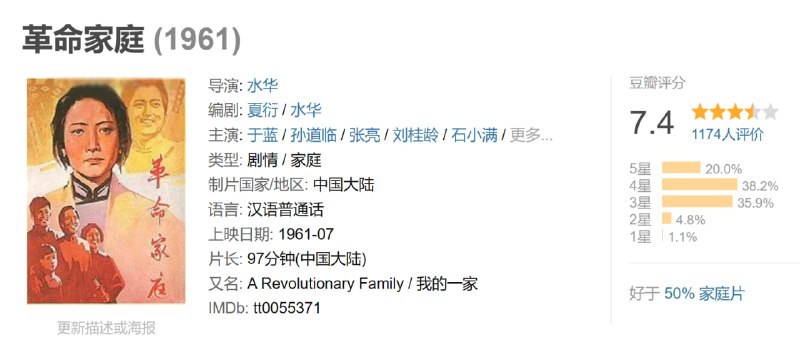 革命家庭 (1961)
革命家庭
更新描述或海报
导演: 水华
编剧: 夏衍 / 水华
主演: 于蓝 / 孙道临 / 张亮 / 刘桂龄 / 石小满 / 更多...
类型: 剧情 / 家庭
制片国家/地区: 中国大陆
语言: 汉语普通话
上映日期: 1961-07
片长: 97分钟(中国大陆)
又名: A Revolutionary Family / 我的一家
IMDb: tt0055371
豆瓣评分
7.4
1174人评价
5星 20.0%
4星 38.2%
3星 35.9%
2星 4.8%
1星 1.1%
好于 50% 家庭片